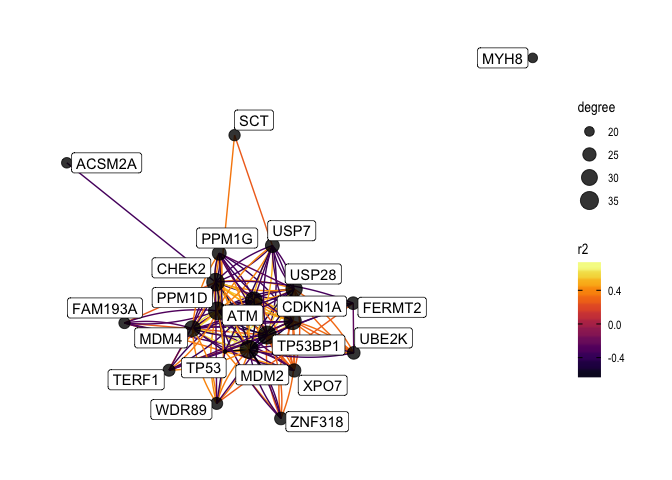 MYH8
SCT
ACSM2A
USP7
PPM1G
CHEK2
USP28
PPM1D
CDKN1A
FAM193A
ATM
FERMT2
MDM4
TP53BP1
UBE2K
TP53
TERF1
MDM2
XPO7
WDR89
ZNF318
degree
20
25
30
35
r2
0.4
0.0
-0.4